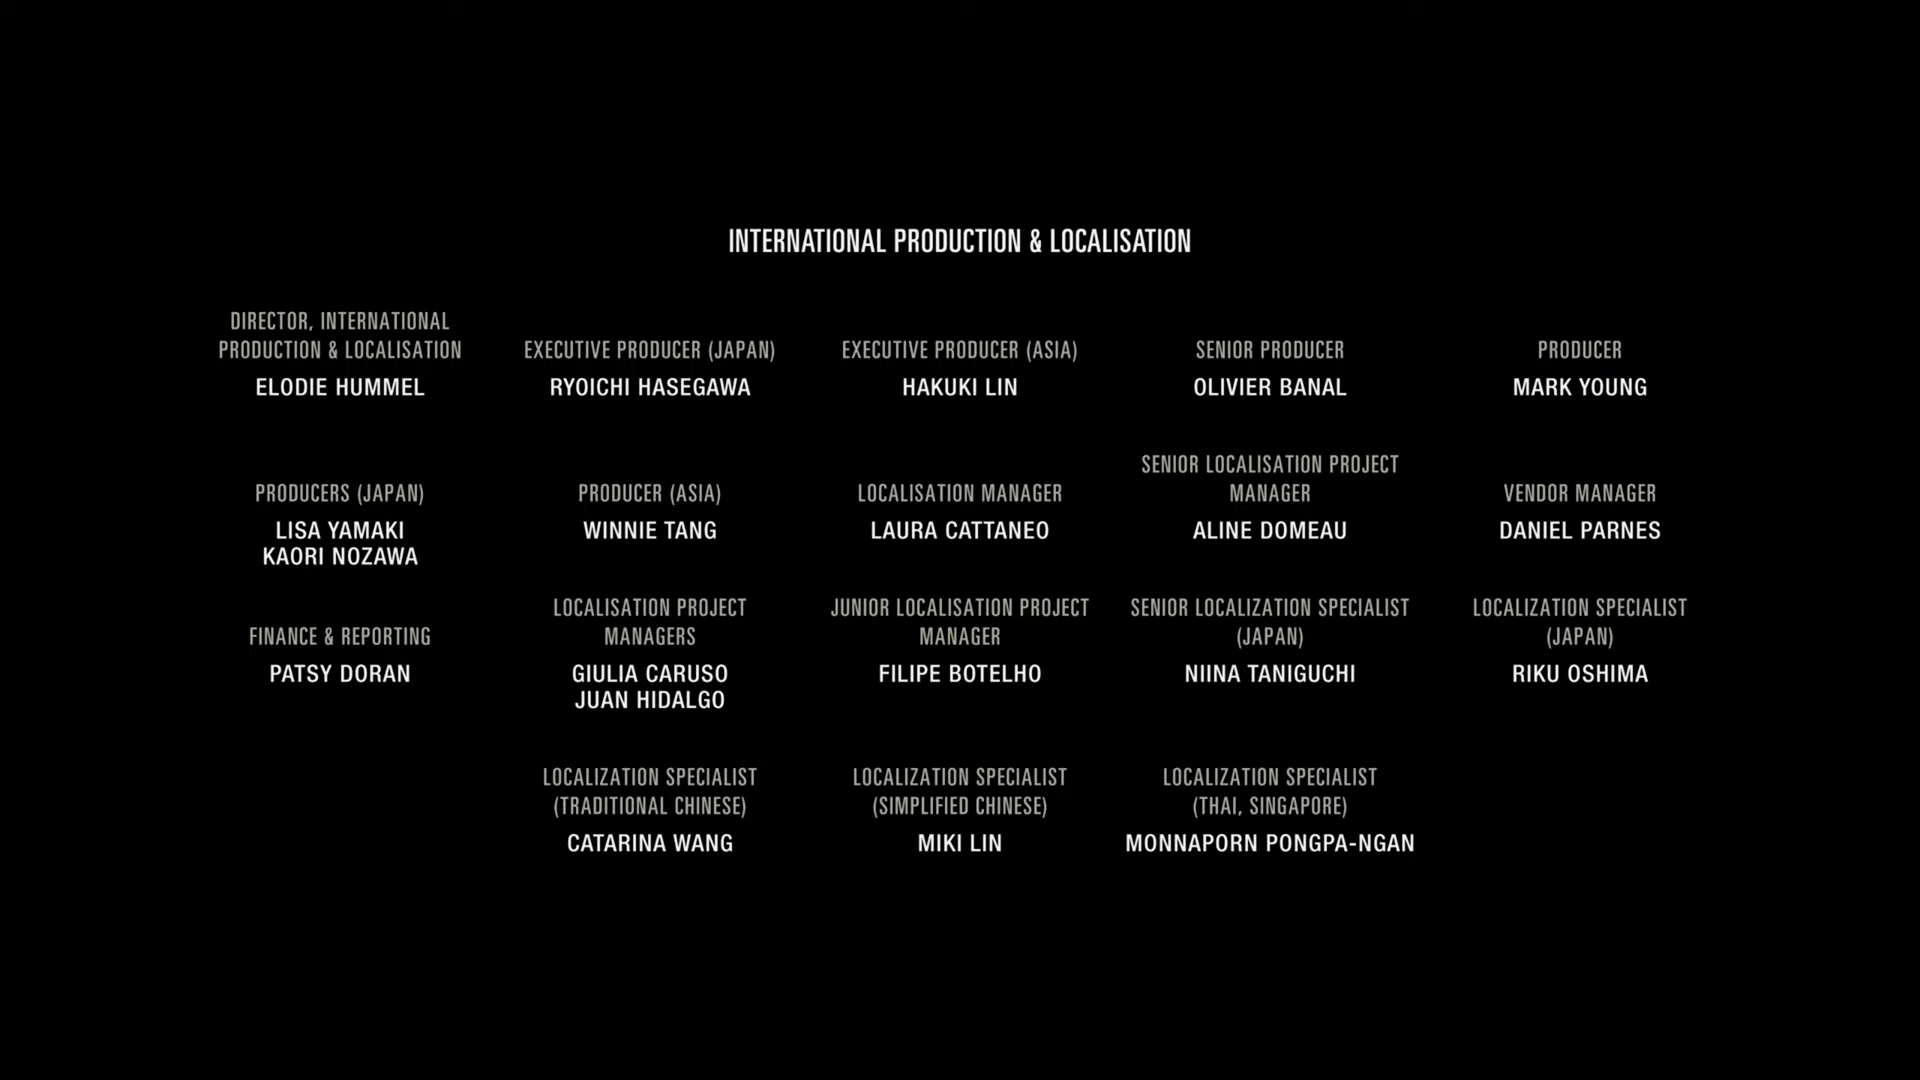 INTERNATIONAL PRODUCTION & LOCALISATION
DIRECTOR, INTERNATIONAL
PRODUCTION & LOCALISATION
ELODIE HUMMEL
EXECUTIVE PRODUCER (JAPAN)
RYOICHI HASEGAWA
EXECUTIVE PRODUCER (ASIA)
HAKUKI LIN
SENIOR PRODUCER
OLIVIER BANAL
PRODUCER
MARK YOUNG
PRODUCERS (JAPAN)
LISA YAMAKI
KAORI NOZAWA
PRODUCER (ASIA)
WINNIE TANG
LOCALISATION MANAGER
LAURA CATTANEO
SENIOR LOCALISATION PROJECT
MANAGER
ALINE DOMEAU
VENDOR MANAGER
DANIEL PARNES
FINANCE & REPORTING
PATSY DORAN
LOCALISATION PROJECT
MANAGERS
GIULIA CARUSO
JUAN HIDALGO
JUNIOR LOCALISATION PROJECT
MANAGER
FILIPE BOTELHO
SENIOR LOCALIZATION SPECIALIST
(JAPAN)
NIINA TANIGUCHI
LOCALIZATION SPECIALIST
(JAPAN)
RIKU OSHIMA
LOCALIZATION SPECIALIST
(TRADITIONAL CHINESE)
CATARINA WANG
LOCALIZATION SPECIALIST
(SIMPLIFIED CHINESE)
MIKI LIN
LOCALIZATION SPECIALIST
(THAI, SINGAPORE)
MONNAPORN PONGPA-NGAN